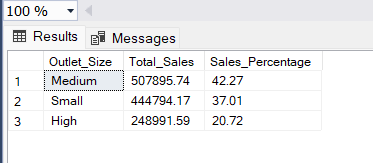 100 %
Results Messages
Outlet_Size Total_Sales Sales_Percentage
1 Medium 507895.74 42.27
2 Small 444794.17 37.01
3 High 248991.59 20.72